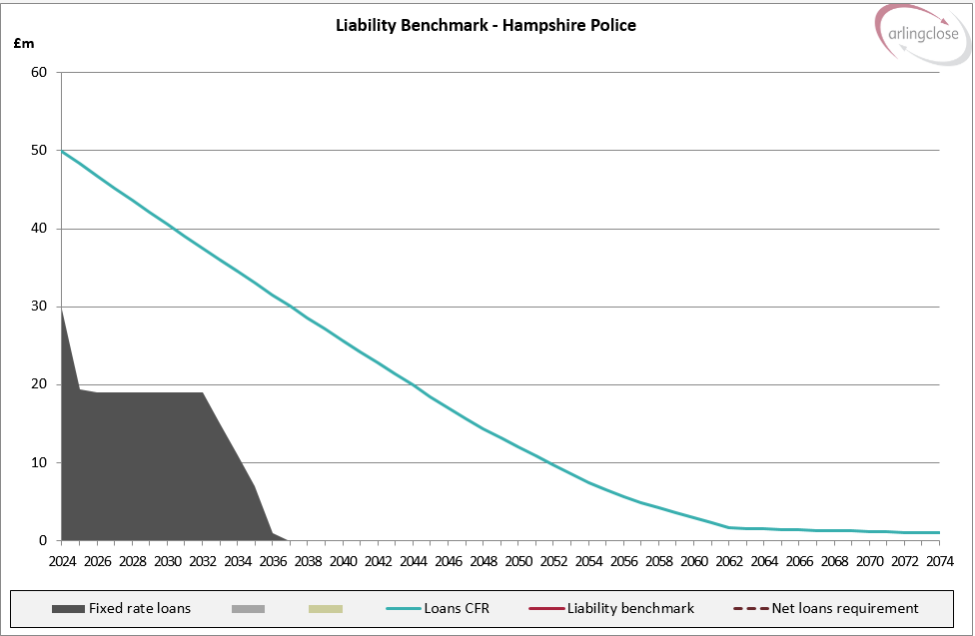 Liability Benchmark - Hampshire Police
arlingclose
£m
60
50
40
30
20
10
0
2024 2026 2028 2030 2032 2034 2036 2038 2040 2042 2044 2046 2048 2050 2052 2054 2056 2058 2060 2062 2064 2066 2068 2070 2072 2074
Fixed rate loans Loans CFR Liability benchmark Net loans requirement